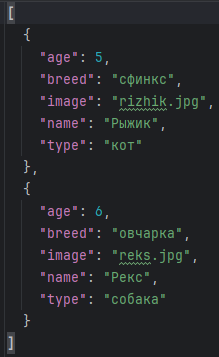 [
{
"age": 5,
"breed": "сфинкс",
"image": "rizhik.jpg",
"name": "Рыжик",
"type": "кот"
},
{
"age": 6,
"breed": "овчарка",
"image": "reks.jpg",
"name": "Рекс",
"type": "собака"
}
]